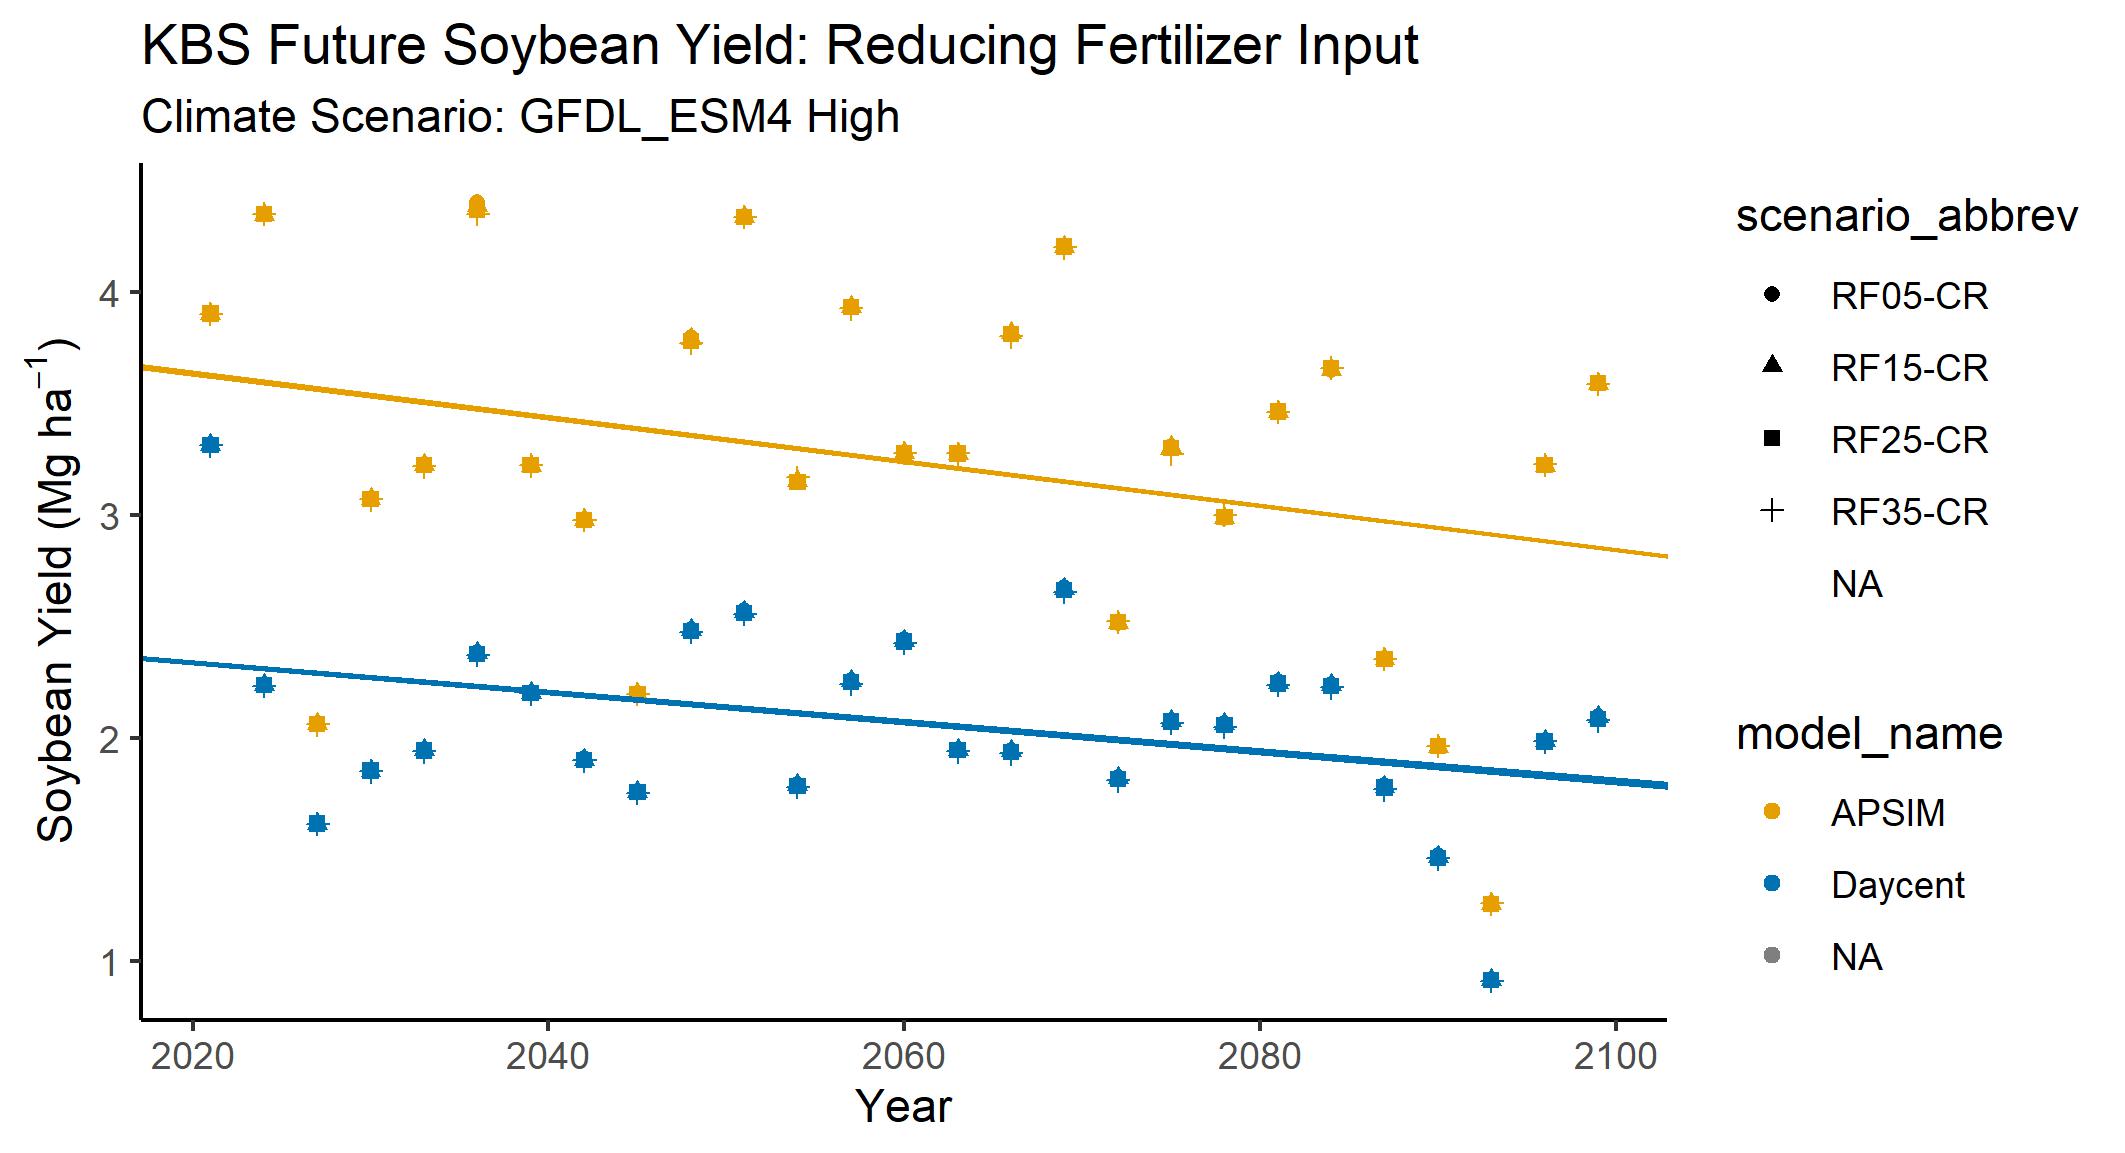 KBS Future Soybean Yield: Reducing Fertilizer Input
Climate Scenario: GFDL_ESM4 High
Soybean Yield (Mg ha⁻¹)
4
3
2
1
2020
2040
2060
2080
2100
Year
scenario_abbrev
RF05-CR
RF15-CR
RF25-CR
RF35-CR
NA
model_name
APSIM
Daycent
NA